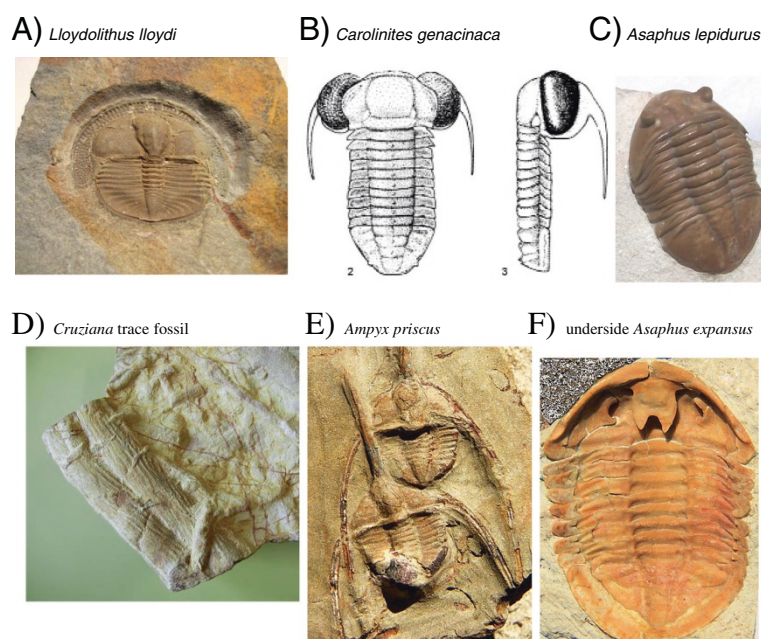 A) Lloydolithus lloydi
B) Carolinites genacinaca
C) Asaphus lepidurus
2
3
D) Cruziana trace fossil
E) Ampyx priscus
F) underside Asaphus expansus